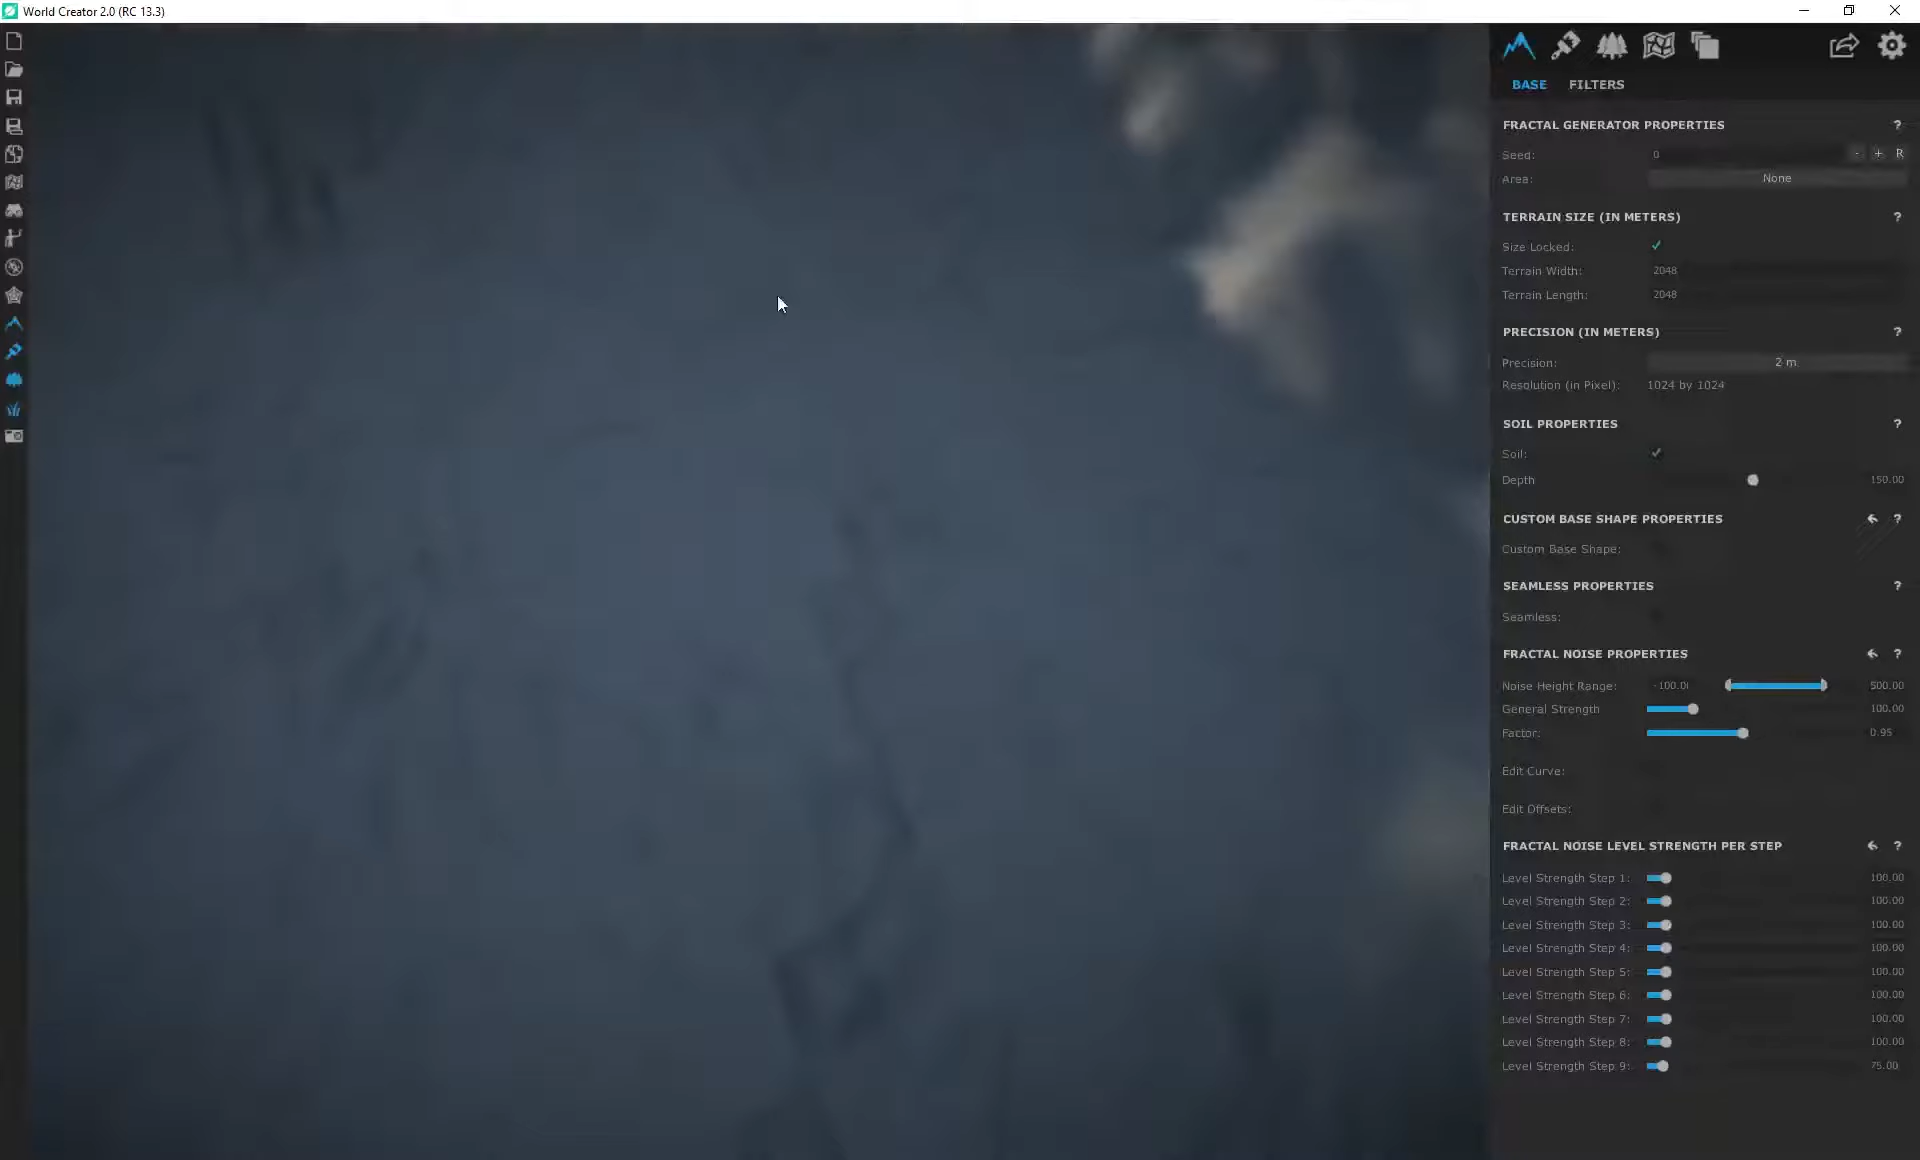 World Creator 2.0 (RC 13.3)
BASE FILTERS
FRACTAL GENERATOR PROPERTIES ?
Seed: 0 - + R
Area: None
TERRAIN SIZE (IN METERS) ?
Size Locked: ✓
Terrain Width: 2048
Terrain Length: 2048
PRECISION (IN METERS) ?
Precision: 2 m
Resolution (in Pixel): 1024 by 1024
SOIL PROPERTIES ?
Soil: ✓
Depth 150.00
CUSTOM BASE SHAPE PROPERTIES ?
Custom Base Shape:
SEAMLESS PROPERTIES ?
Seamless:
FRACTAL NOISE PROPERTIES ?
Noise Height Range: -100.0 500.00
General Strength 100.00
Factor: 0.95
Edit Curve:
Edit Offsets:
FRACTAL NOISE LEVEL STRENGTH PER STEP ?
Level Strength Step 1: 100.00
Level Strength Step 2: 100.00
Level Strength Step 3: 100.00
Level Strength Step 4: 100.00
Level Strength Step 5: 100.00
Level Strength Step 6: 100.00
Level Strength Step 7: 100.00
Level Strength Step 8: 100.00
Level Strength Step 9: 75.00